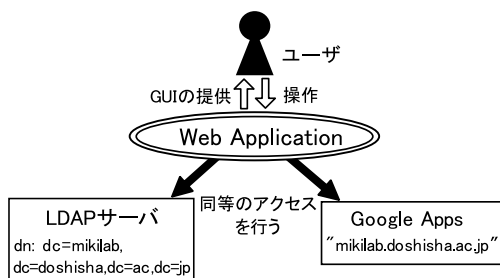 ユーザ
GUIの提供
操作
Web Application
同等のアクセス
を行う
LDAPサーバ
dn: dc=mikilab,
dc=doshisha,dc=ac,dc=jp
Google Apps
"mikilab.doshisha.ac.jp"